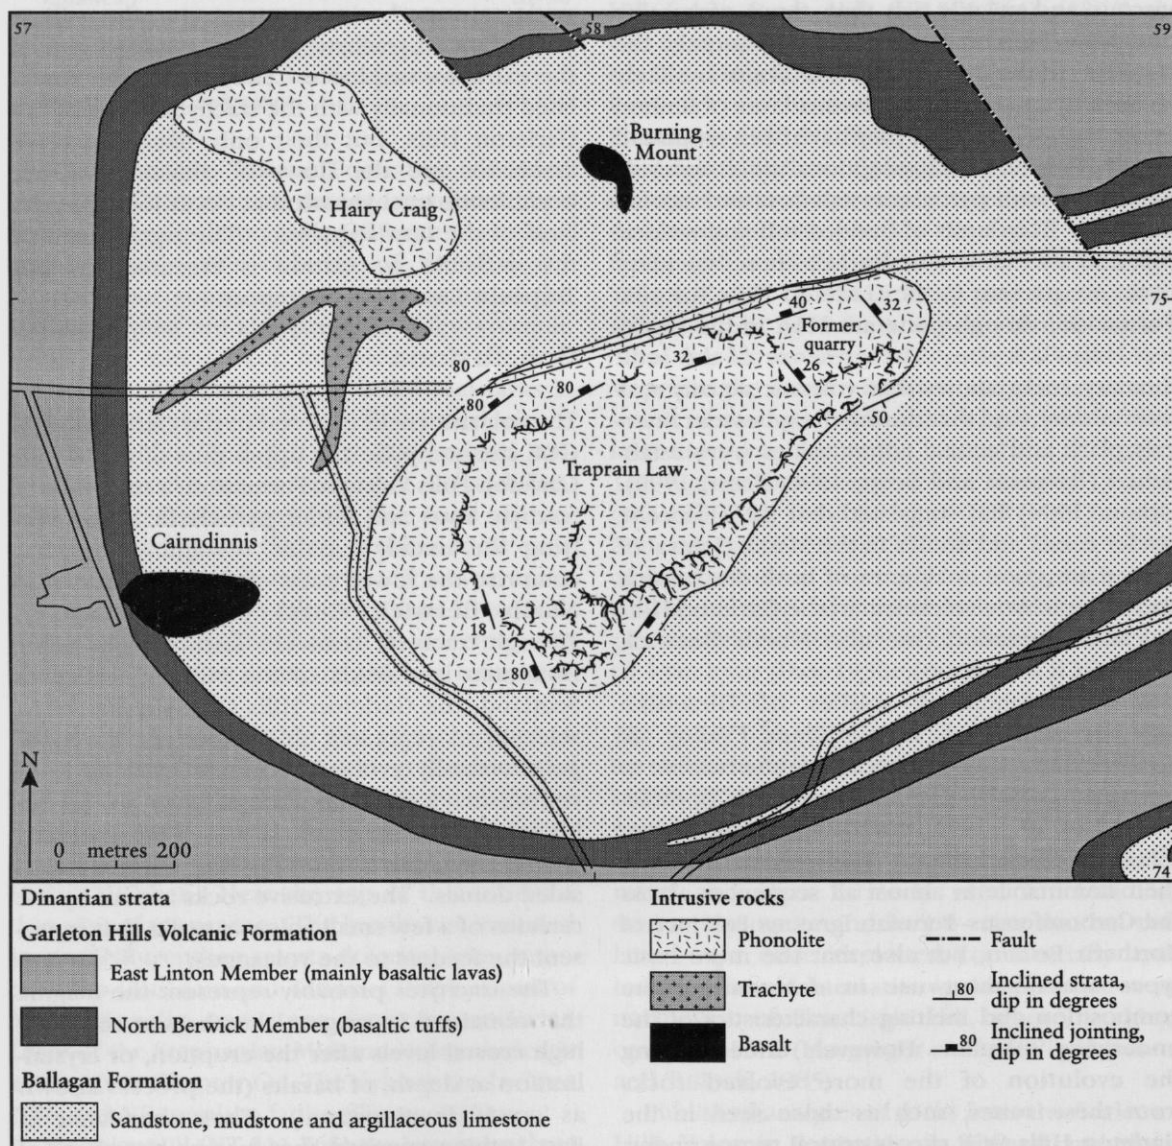 57
58
59
Burning
Mount
Hairy Craig
75
40
32
Former
quarry
32
26
80
80
80
50
Traprain Law
Cairndinnis
18
64
80
N
0 metres 200
74
Dinantian strata
Garleton Hills Volcanic Formation
East Linton Member (mainly basaltic lavas)
North Berwick Member (basaltic tuffs)
Ballagan Formation
Sandstone, mudstone and argillaceous limestone
Intrusive rocks
Phonolite
Trachyte
Basalt
Fault
80 Inclined strata,
dip in degrees
80 Inclined jointing,
dip in degrees